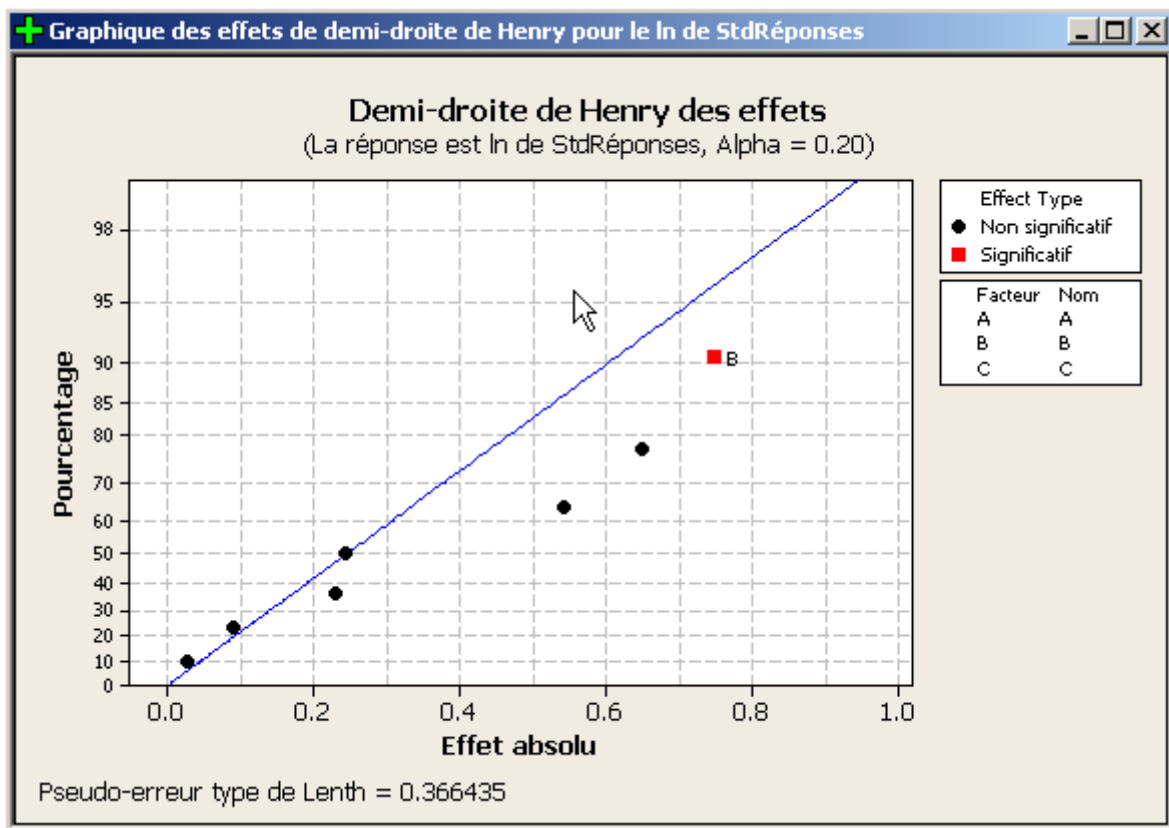 Graphique des effets de demi-droite de Henry pour le ln de StdRéponses
Demi-droite de Henry des effets
(La réponse est ln de StdRéponses, Alpha = 0.20)
Pourcentage
98
95
90
85
80
70
60
50
40
30
20
10
0
B
0.0 0.2 0.4 0.6 0.8 1.0
Effet absolu
Effect Type
Non significatif
Significatif
Facteur Nom
A A
B B
C C
Pseudo-erreur type de Lenth = 0.366435